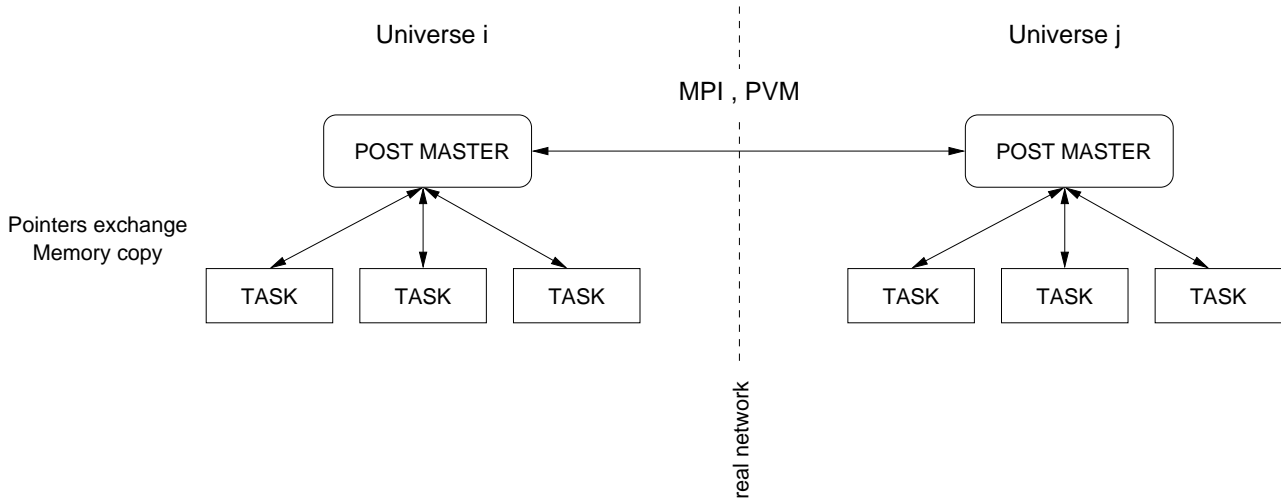 Universe i
Universe j
MPI , PVM
POST MASTER
POST MASTER
Pointers exchange
Memory copy
TASK
TASK
TASK
TASK
TASK
TASK
real network